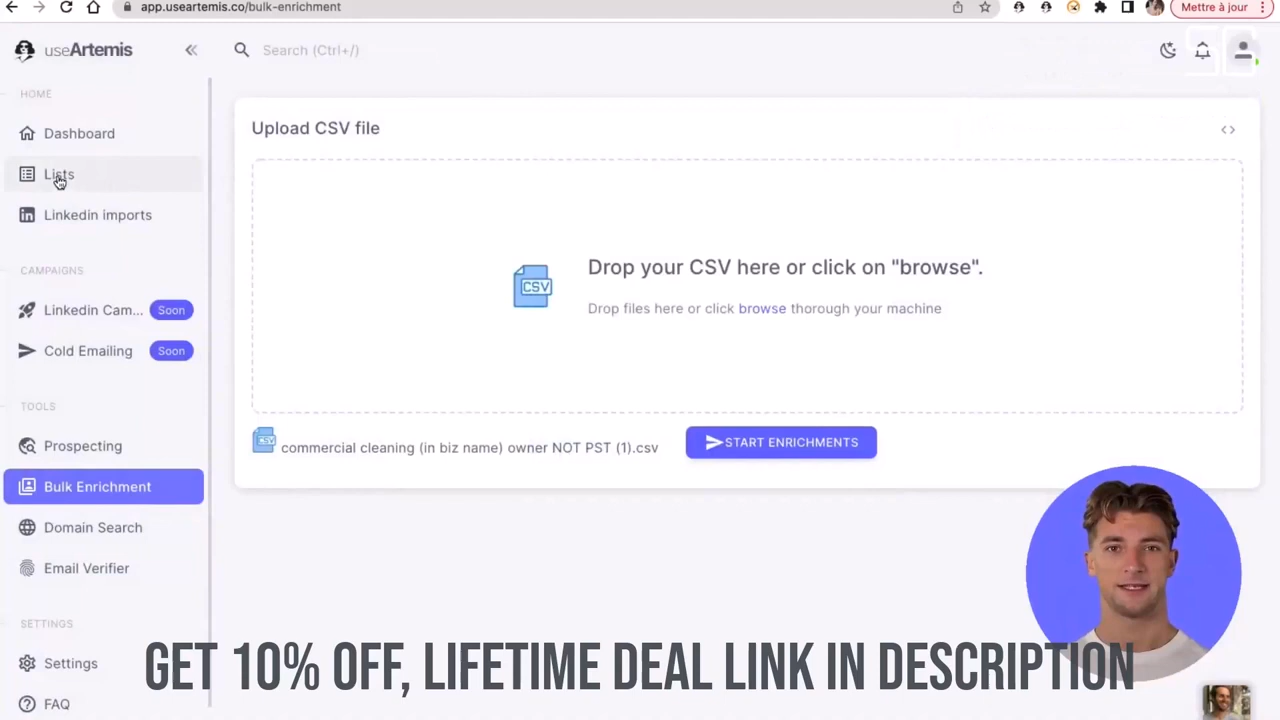 app.useartemis.co/bulk-enrichment
Mettre à jour
useArtemis
Search (Ctrl+/)
HOME
Dashboard
Lists
Linkedin imports
CAMPAIGNS
Linkedin Cam... Soon
Cold Emailing Soon
TOOLS
Prospecting
Bulk Enrichment
Domain Search
Email Verifier
SETTINGS
Settings
FAQ
Upload CSV file
CSV
Drop your CSV here or click on "browse".
Drop files here or click browse thorough your machine
CSV commercial cleaning (in biz name) owner NOT PST (1).csv
START ENRICHMENTS
GET 10% OFF, LIFETIME DEAL LINK IN DESCRIPTION